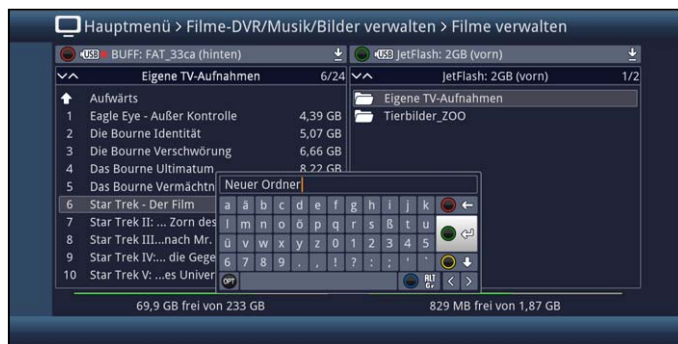 Hauptmenü > Filme-DVR/Musik/Bilder verwalten > Filme verwalten
USB BUFF: FAT_33ca (hinten)
USB JetFlash: 2GB (vorn)
Eigene TV-Aufnahmen 6/24
JetFlash: 2GB (vorn) 1/2
Aufwärts
1 Eagle Eye - Außer Kontrolle 4,39 GB
2 Die Bourne Identität 5,07 GB
3 Die Bourne Verschwörung 6,66 GB
4 Das Bourne Ultimatum 8,22 GB
5 Das Bourne Vermächtn
6 Star Trek - Der Film
7 Star Trek II: ... Zorn des
8 Star Trek III...nach Mr.
9 Star Trek IV:... die Gege
10 Star Trek V: ...es Univer
Eigene TV-Aufnahmen
Tierbilder_ZOO
Neuer Ordner
a ä b c d e f g h i j k
l m n o ö p q r s ß t u
ü v w x y z 0 1 2 3 4 5
6 7 8 9 . , ! ? : ; ' `
OPT ALT Gr < >
69,9 GB frei von 233 GB
829 MB frei von 1,87 GB